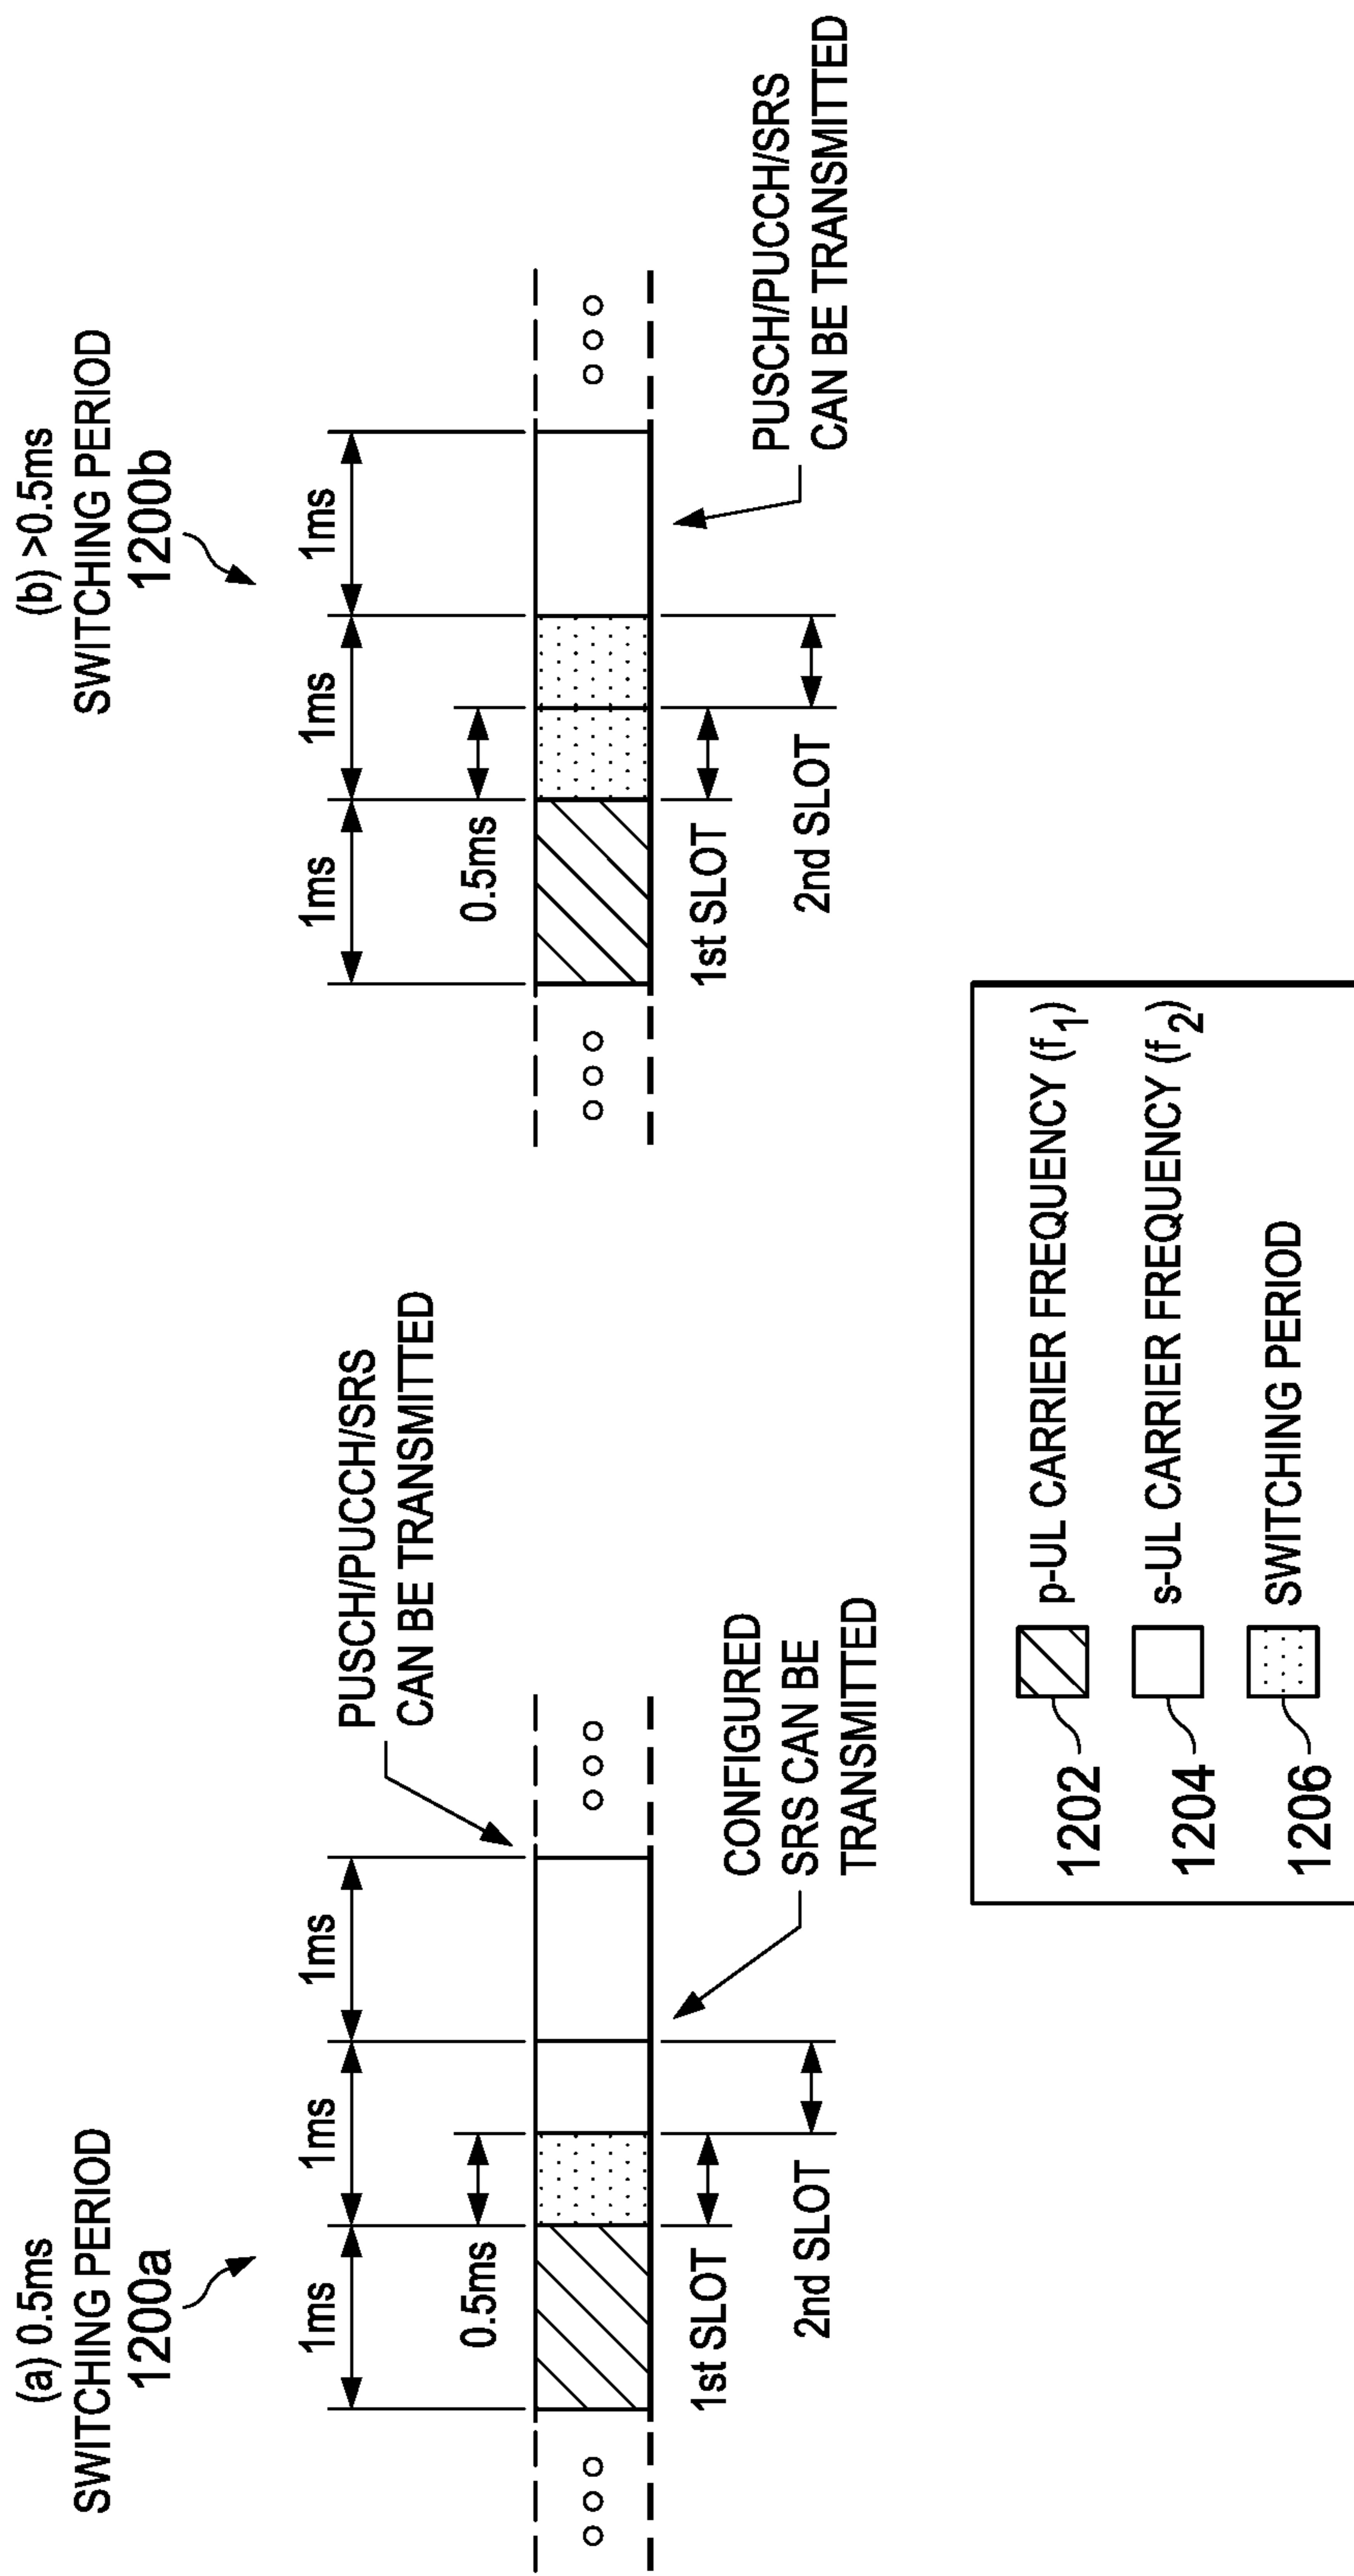 (a) 0.5ms
SWITCHING PERIOD
1200a
1ms
1ms
1ms
0.5ms
PUSCH/PUCCH/SRS
CAN BE TRANSMITTED
1st SLOT
2nd SLOT
CONFIGURED
SRS CAN BE
TRANSMITTED
(b) >0.5ms
SWITCHING PERIOD
1200b
1ms
1ms
1ms
0.5ms
1st SLOT
2nd SLOT
PUSCH/PUCCH/SRS
CAN BE TRANSMITTED
1202 p-UL CARRIER FREQUENCY (f1)
1204 s-UL CARRIER FREQUENCY (f2)
1206 SWITCHING PERIOD